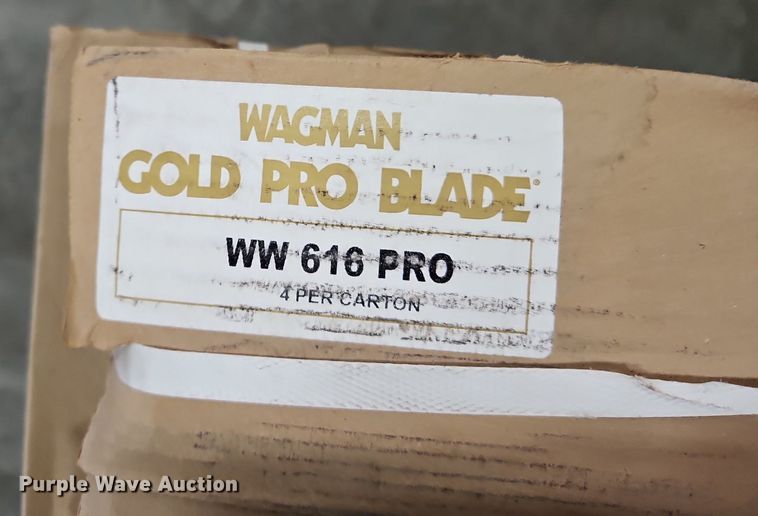 WAGMAN
GOLD PRO BLADE®
WW 616 PRO
4 PER CARTON
Purple Wave Auction